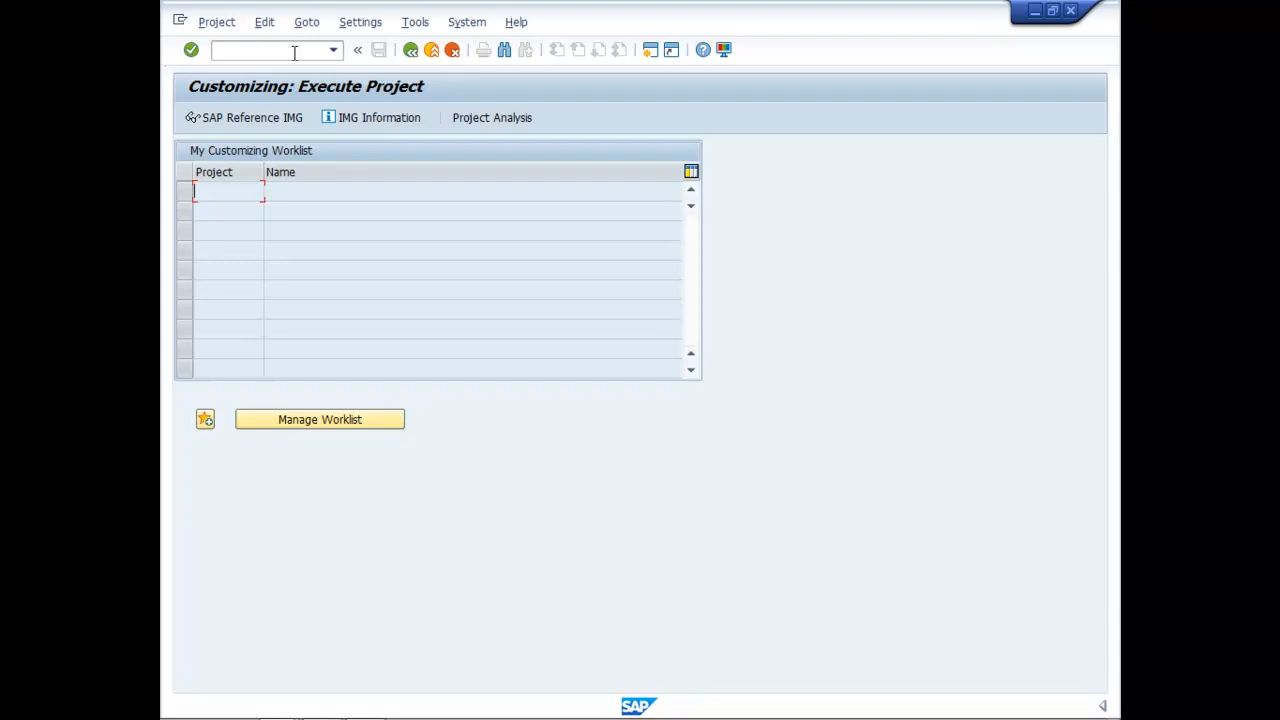 Project Edit Goto Settings Tools System Help
Customizing: Execute Project
SAP Reference IMG IMG Information Project Analysis
My Customizing Worklist
Project Name
Manage Worklist
SAP